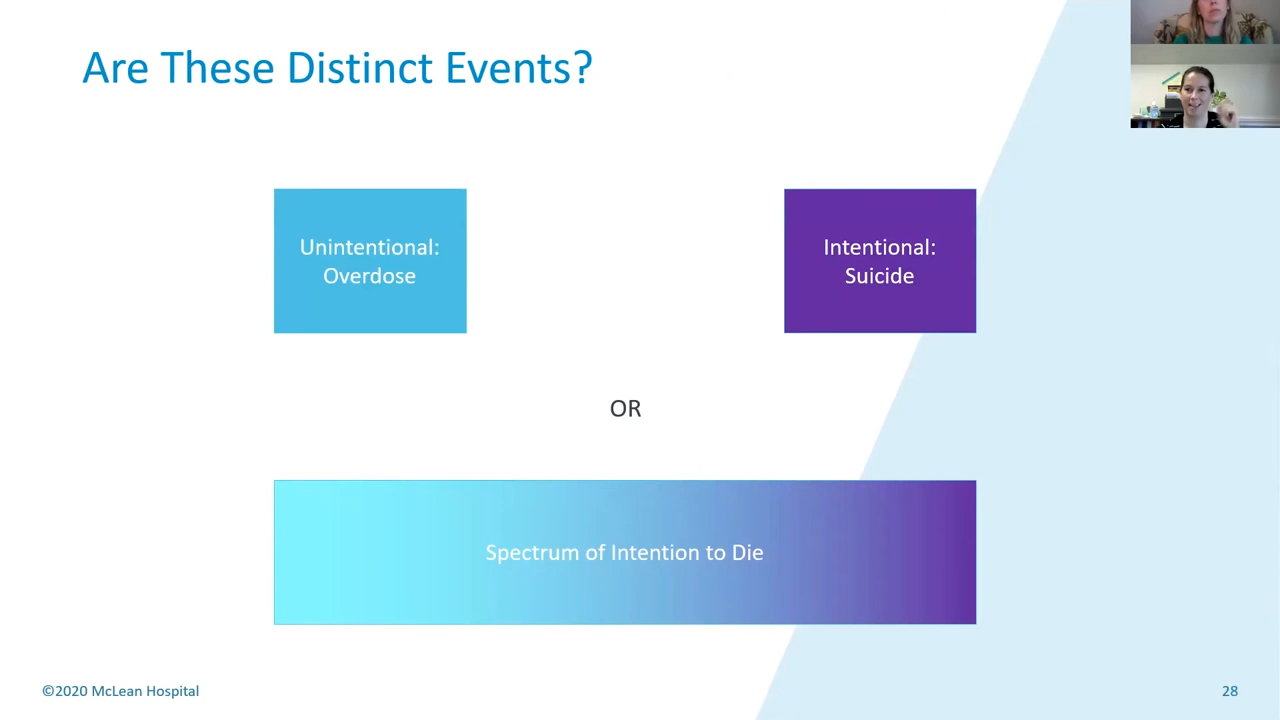 Are These Distinct Events?
Unintentional:
Overdose
Intentional:
Suicide
OR
Spectrum of Intention to Die
©2020 McLean Hospital
28